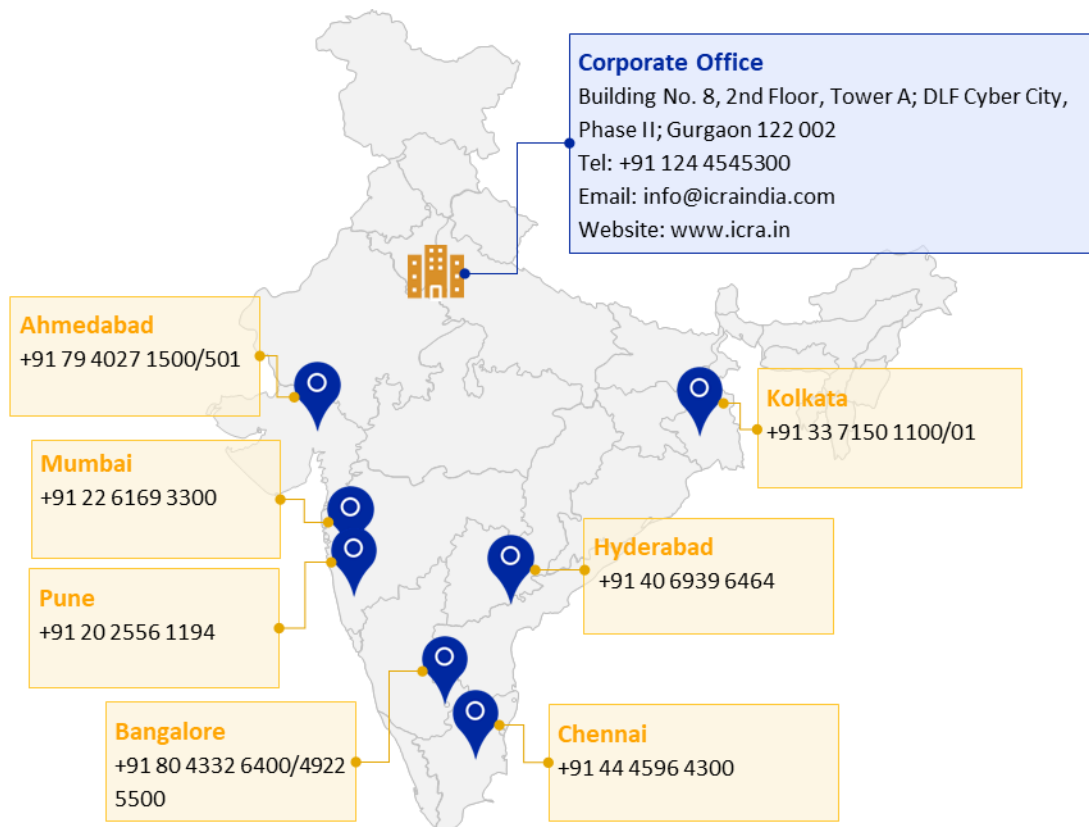 Corporate Office
Building No. 8, 2nd Floor, Tower A; DLF Cyber City,
Phase II; Gurgaon 122 002
Tel: +91 124 4545300
Email: info@icraindia.com
Website: www.icra.in
Ahmedabad
+91 79 4027 1500/501
Kolkata
+91 33 7150 1100/01
Mumbai
+91 22 6169 3300
Hyderabad
+91 40 6939 6464
Pune
+91 20 2556 1194
Bangalore
+91 80 4332 6400/4922
5500
Chennai
+91 44 4596 4300